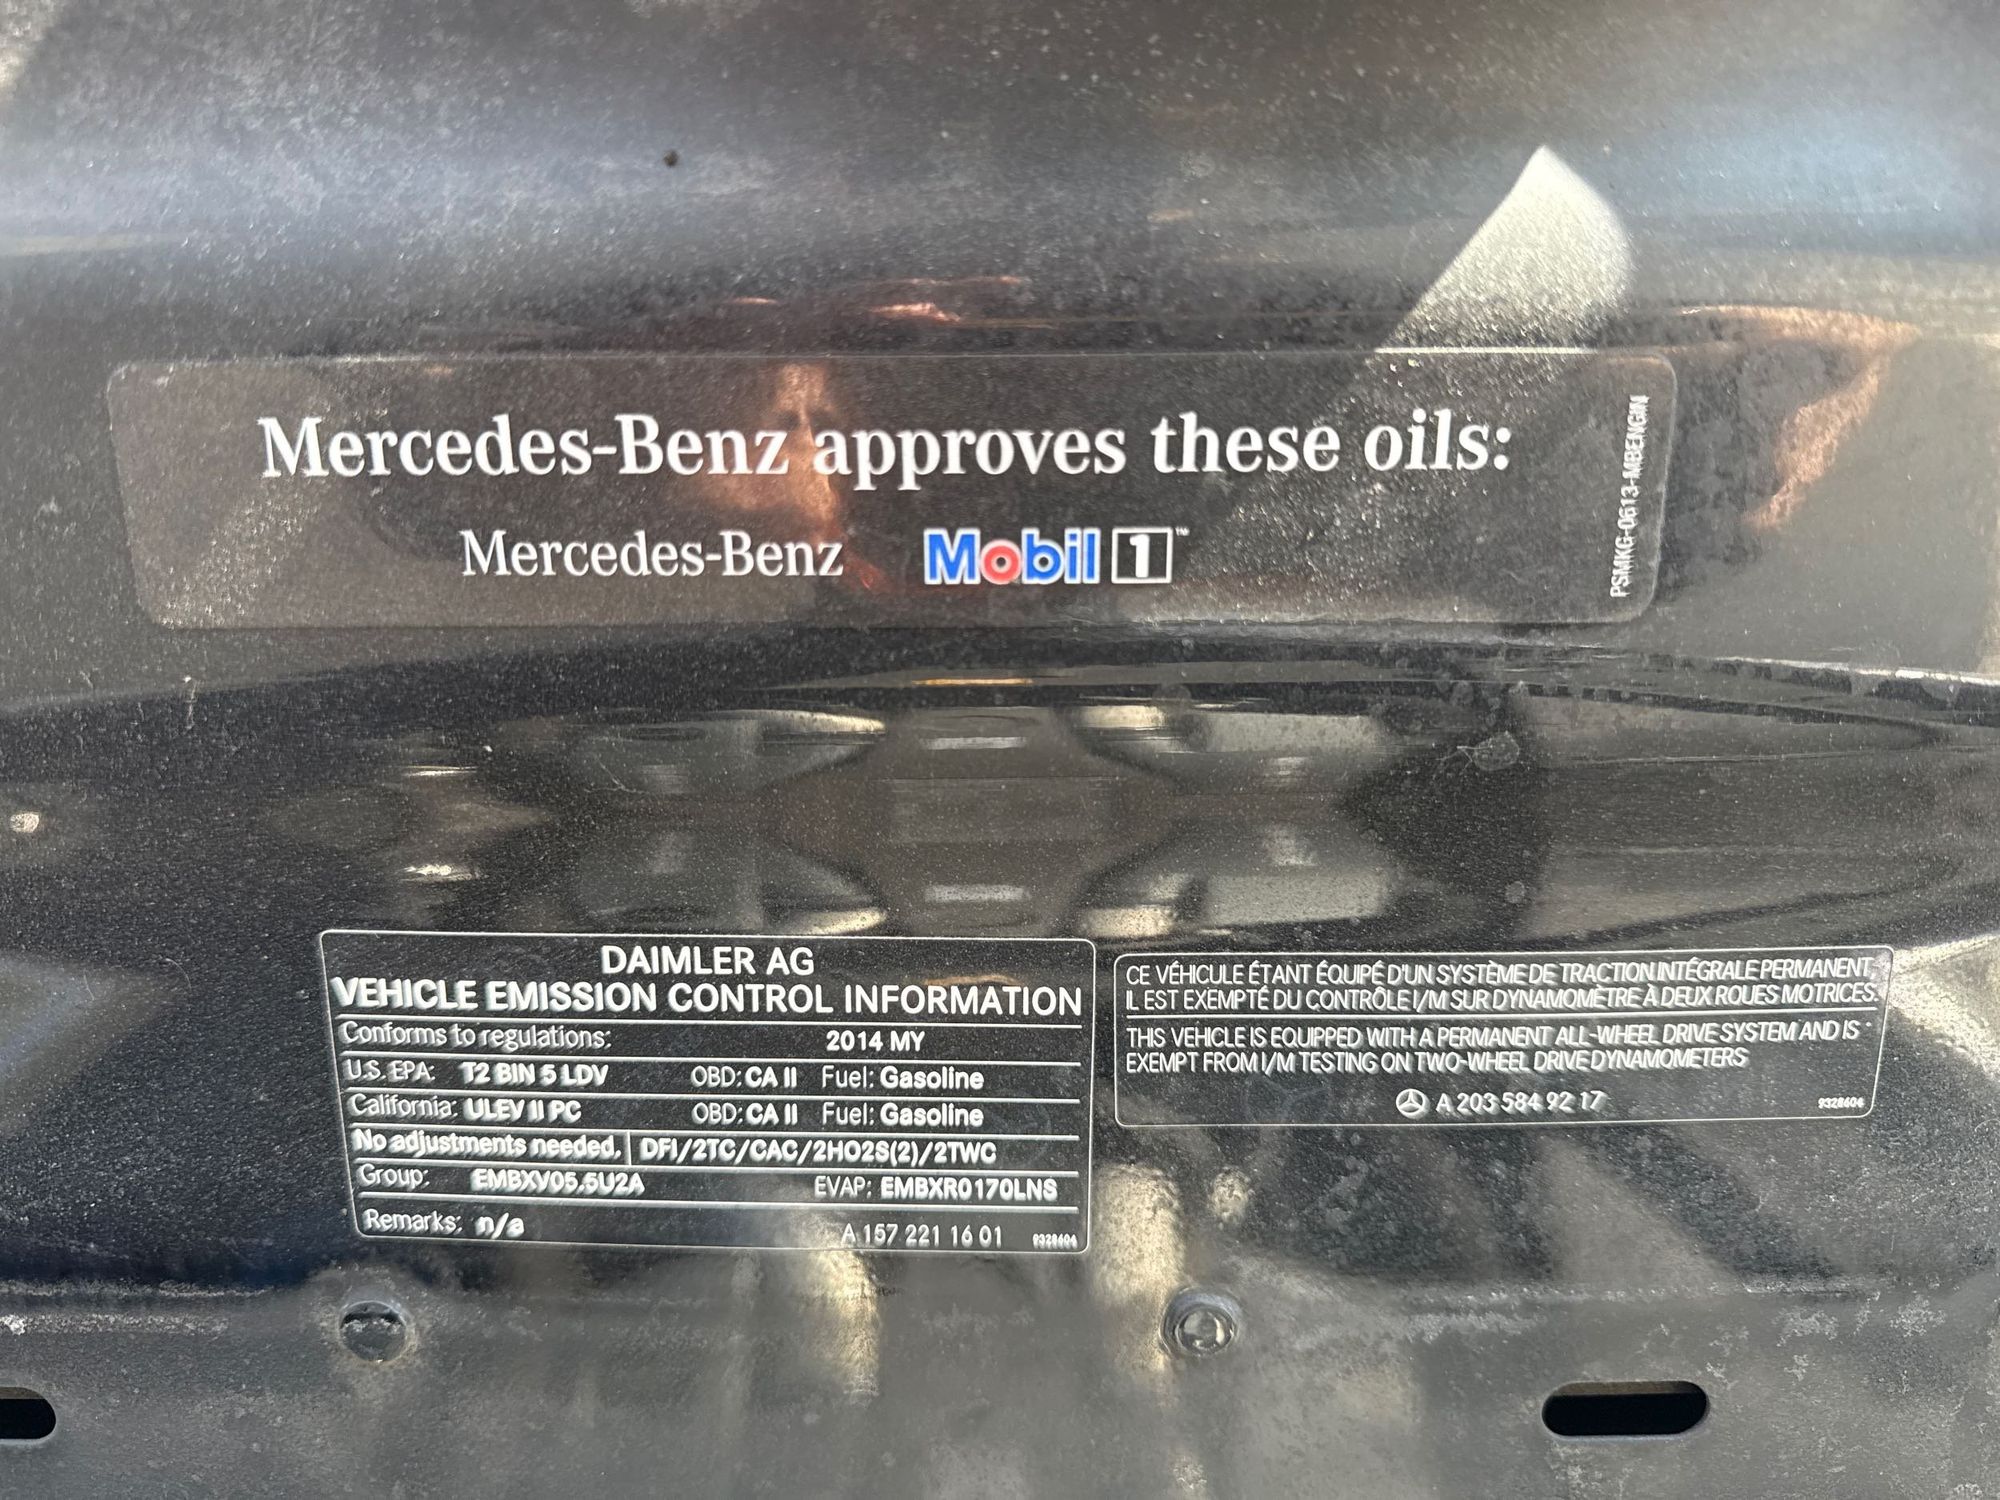 Mercedes-Benz approves these oils:
Mercedes-Benz Mobil 1™
PSMKG-0613-MBENGIN
DAIMLER AG
VEHICLE EMISSION CONTROL INFORMATION
Conforms to regulations: 2014 MY
U.S. EPA: T2 BIN 5 LDV OBD: CA II Fuel: Gasoline
California: ULEV II PC OBD: CA II Fuel: Gasoline
No adjustments needed. DFI/2TC/CAC/2HO2S(2)/2TWC
Group: EMBXV05.5U2A EVAP: EMBXR0170LNS
Remarks: n/a A 157 221 16 01 9328604
CE VÉHICULE ÉTANT ÉQUIPÉ D'UN SYSTÈME DE TRACTION INTÉGRALE PERMANENT,
IL EST EXEMPTÉ DU CONTRÔLE I/M SUR DYNAMOMÈTRE À DEUX ROUES MOTRICES.
THIS VEHICLE IS EQUIPPED WITH A PERMANENT ALL-WHEEL DRIVE SYSTEM AND IS
EXEMPT FROM I/M TESTING ON TWO-WHEEL DRIVE DYNAMOMETERS
A 203 584 92 17 9328604